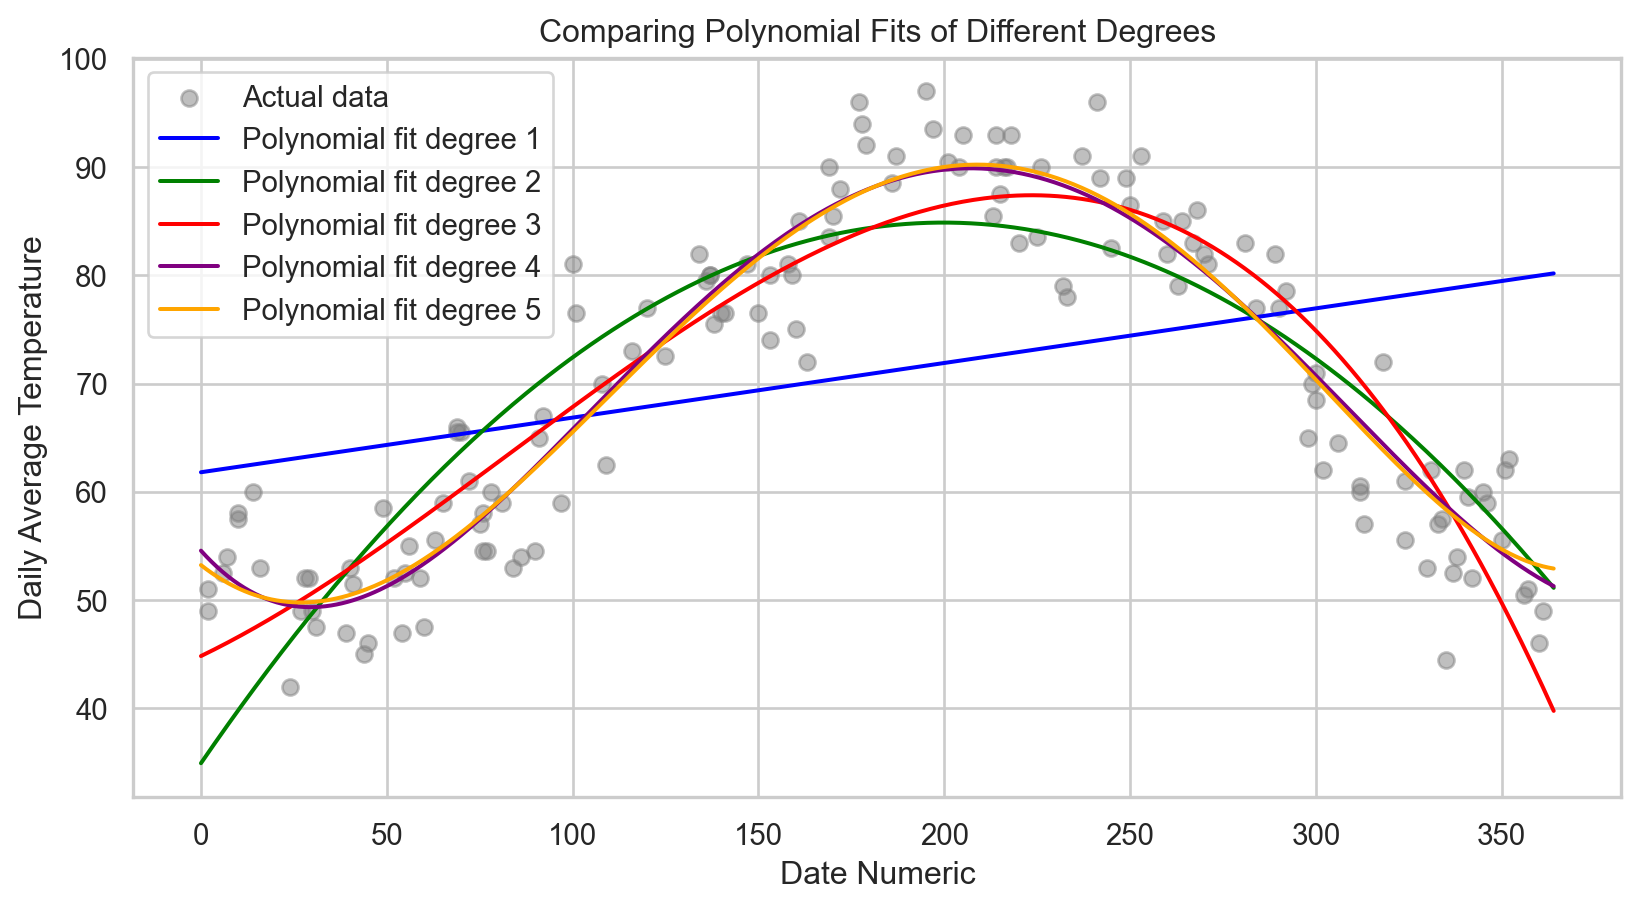 Comparing Polynomial Fits of Different Degrees
Actual data
Polynomial fit degree 1
Polynomial fit degree 2
Polynomial fit degree 3
Polynomial fit degree 4
Polynomial fit degree 5
Daily Average Temperature
100
90
80
70
60
50
40
0 50 100 150 200 250 300 350
Date Numeric